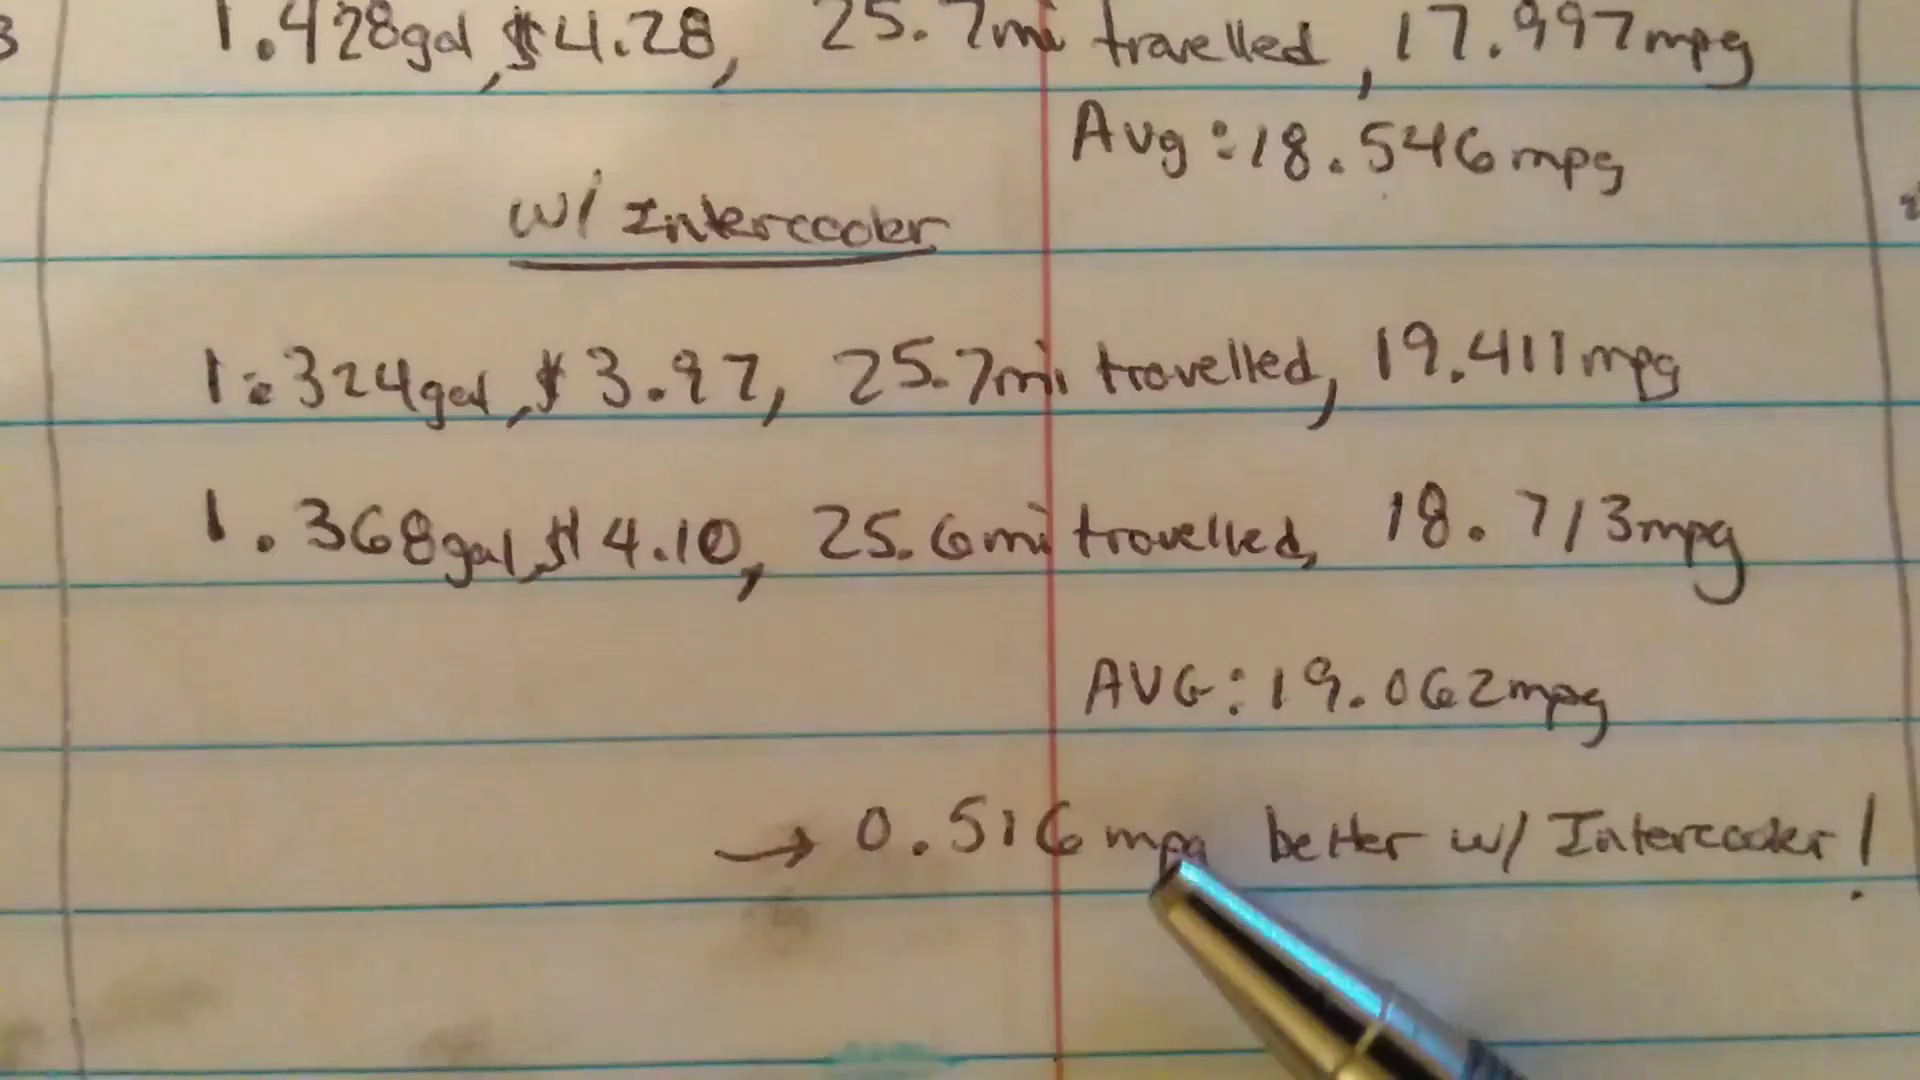 3
1.428gal, $4.28, 25.7mi travelled, 17.997mpg
Avg: 18.546mpg
w/ Intercooler
1.324gal, $3.97, 25.7mi travelled, 19.411mpg
1.368gal, $4.10, 25.6mi travelled, 18.713mpg
AVG: 19.062mpg
→ 0.516mpg better w/ Intercooler!